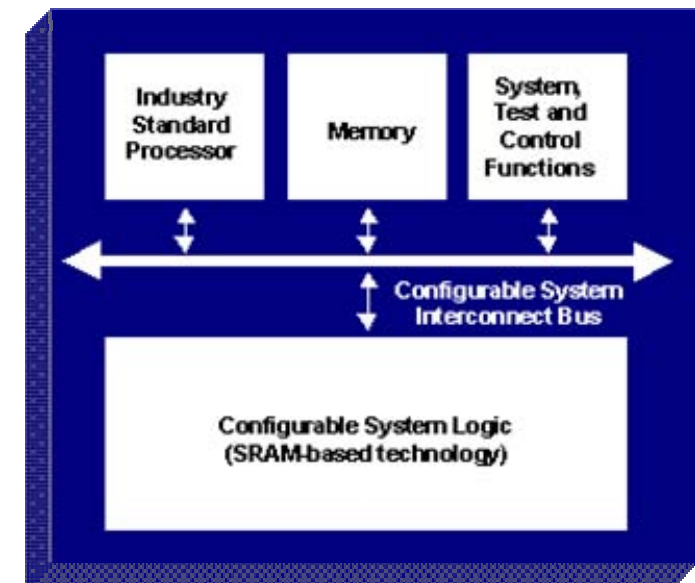 Industry
Standard
Processor
Memory
System,
Test and
Control
Functions
Configurable System
Interconnect Bus
Configurable System Logic
(SRAM-based technology)